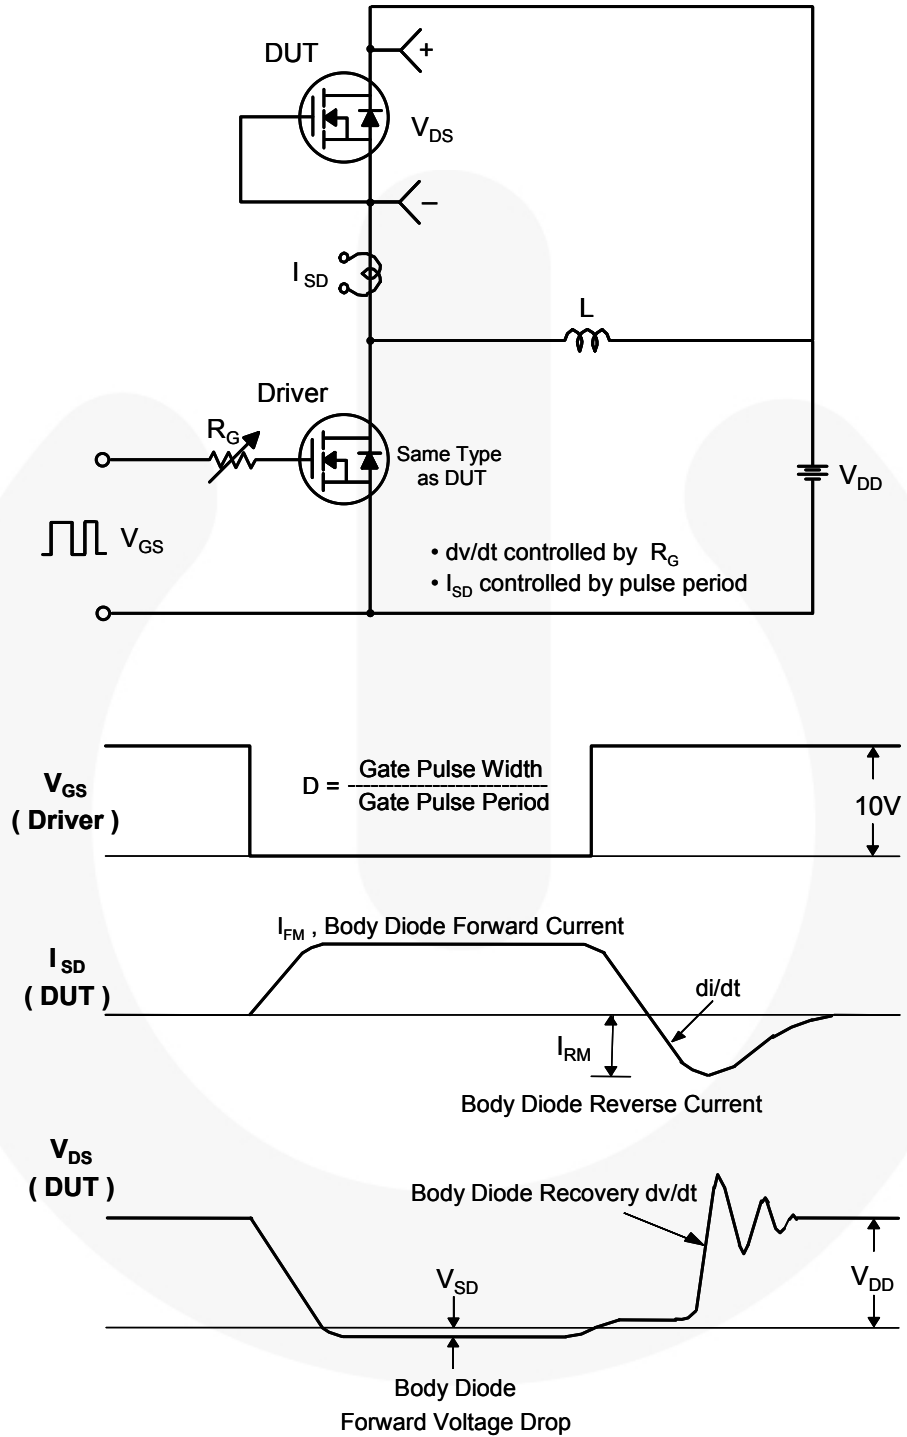 DUT
+
V_DS
−
I_SD
L
Driver
R_G
Same Type
as DUT
V_DD
V_GS
• dv/dt controlled by R_G
• I_SD controlled by pulse period
V_GS
( Driver )
D = Gate Pulse Width
Gate Pulse Period
10V
I_FM , Body Diode Forward Current
I_SD
( DUT )
di/dt
I_RM
Body Diode Reverse Current
V_DS
( DUT )
Body Diode Recovery dv/dt
V_SD
V_DD
Body Diode
Forward Voltage Drop